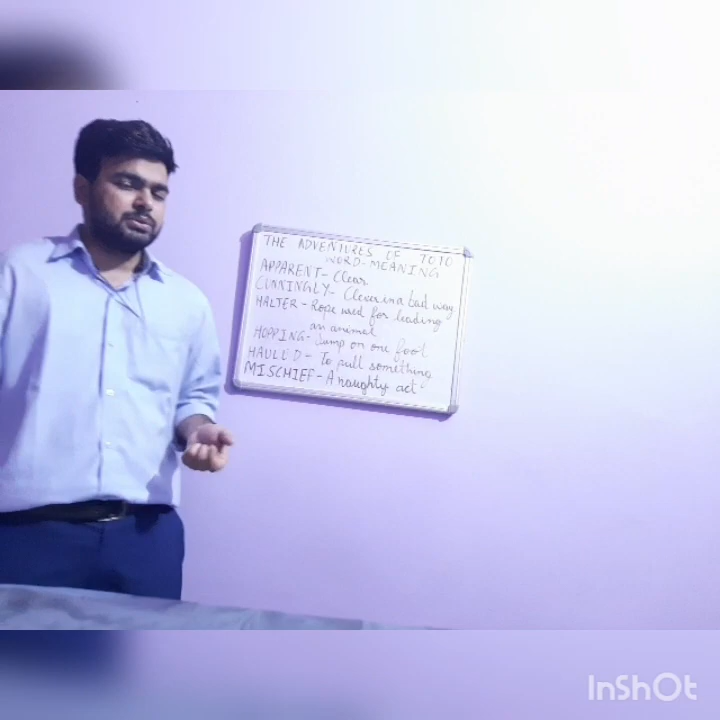 THE ADVENTURES OF TOTO
WORD-MEANING
APPARENT- Clear
CUNNINGLY- Clever in a bad way
HALTER- Rope used for leading
an animal
HOPPING- Jump on one foot
HAULED- To pull something
MISCHIEF- A naughty act
InShOt